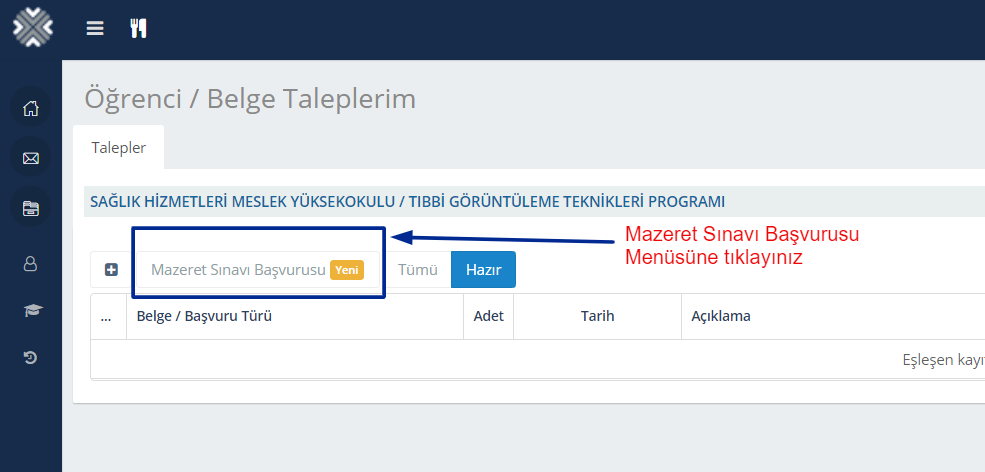 Öğrenci / Belge Taleplerim
Talepler
SAĞLIK HİZMETLERİ MESLEK YÜKSEKOKULU / TIBBİ GÖRÜNTÜLEME TEKNİKLERİ PROGRAMI
Mazeret Sınavı Başvurusu
Menüsüne tıklayınız
Mazeret Sınavı Başvurusu Yeni Tümü Hazır
... Belge / Başvuru Türü Adet Tarih Açıklama
Eşleşen kayı